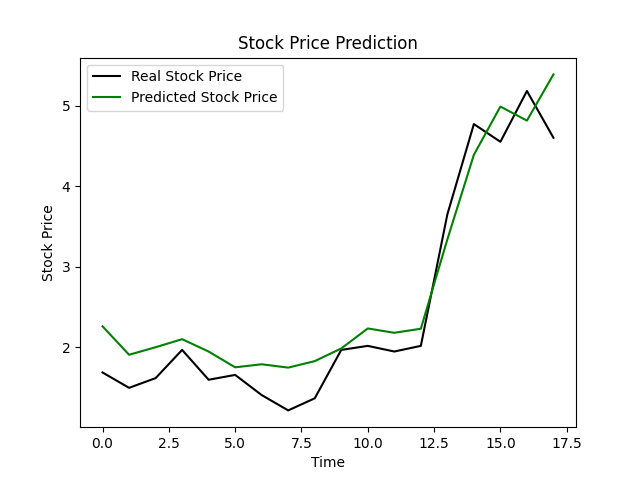 Stock Price Prediction
Real Stock Price
Predicted Stock Price
Stock Price
5
4
3
2
0.0 2.5 5.0 7.5 10.0 12.5 15.0 17.5
Time